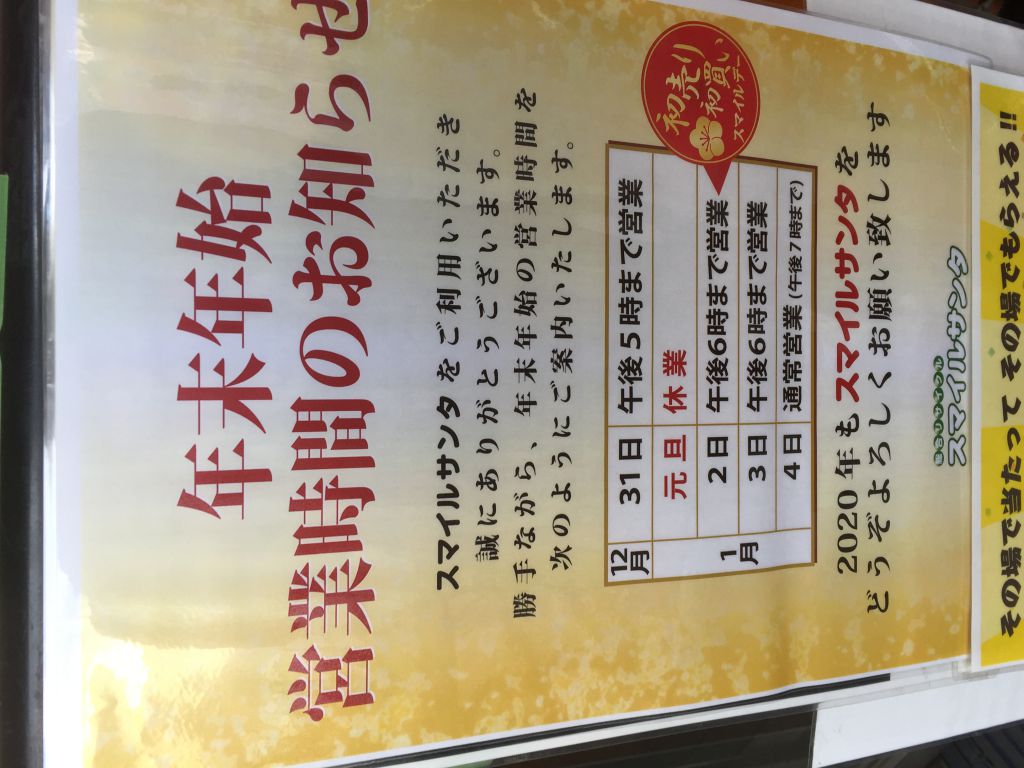 年末年始
営業時間のお知らせ
スマイルサンタをご利用いただき
誠にありがとうございます。
勝手ながら、年末年始の営業時間を
次のようにご案内いたします。
初売り
初買い
スマイルデー
12月 31日 午後5時まで営業
元旦 休業
1月 2日 午後6時まで営業
3日 午後6時まで営業
4日 通常営業(午後7時まで)
2020年もスマイルサンタを
どうぞよろしくお願い致します
スマイルサンタ
その場で当たって その場でもらえる!!